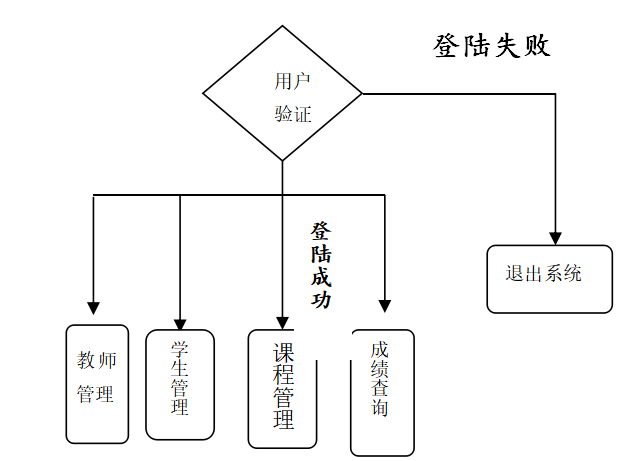 登陆失败
用户
验证
登陆成功
退出系统
教师
管理
学生管理
课程管理
成绩查询